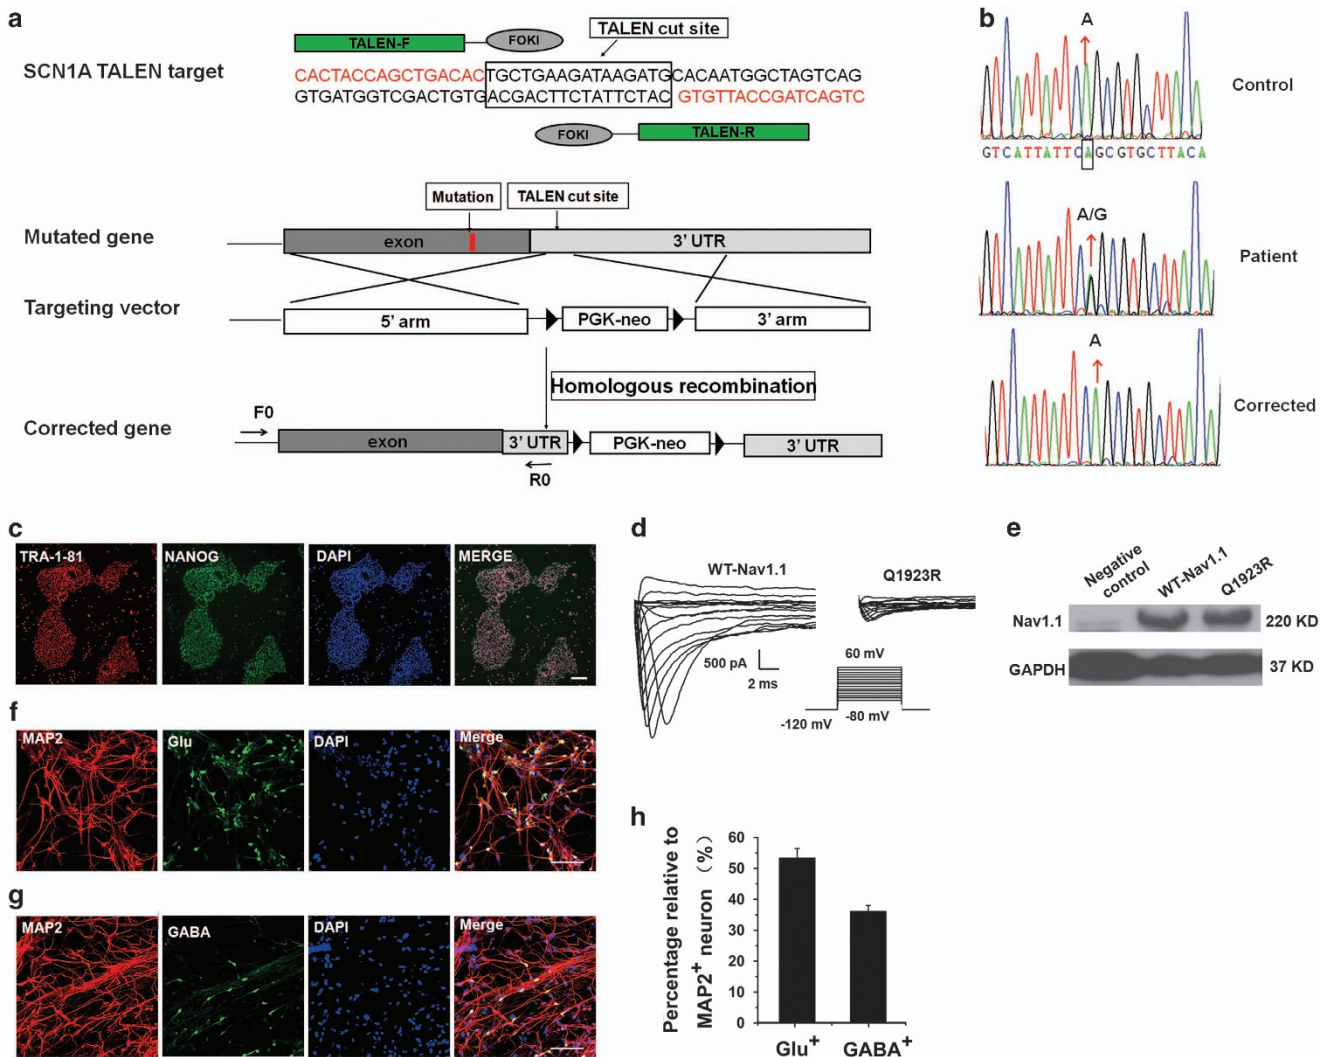 a
TALEN-F
FOKI
TALEN cut site
SCN1A TALEN target
CACTACCAGCTGACACTGCTGAAGATAAGATGCACAATGGCTAGTCAG
GTGATGGTCGACTGTGACGACTTCTATTCTAC GTGTTACCGATCAGTC
FOKI
TALEN-R
Mutation
TALEN cut site
Mutated gene
exon
3' UTR
Targeting vector
5' arm
PGK-neo
3' arm
Homologous recombination
Corrected gene
F0
exon
3' UTR
PGK-neo
3' UTR
R0
b
A
Control
GTCATTATTCAGCGTGCTTACA
A/G
Patient
A
Corrected
c
TRA-1-81
NANOG
DAPI
MERGE
d
WT-Nav1.1
Q1923R
500 pA
2 ms
60 mV
-120 mV
-80 mV
e
Negative control
WT-Nav1.1
Q1923R
Nav1.1
220 KD
GAPDH
37 KD
f
MAP2
Glu
DAPI
Merge
g
MAP2
GABA
DAPI
Merge
h
Percentage relative to
MAP2+ neuron (%)
60
50
40
30
20
10
0
Glu+
GABA+